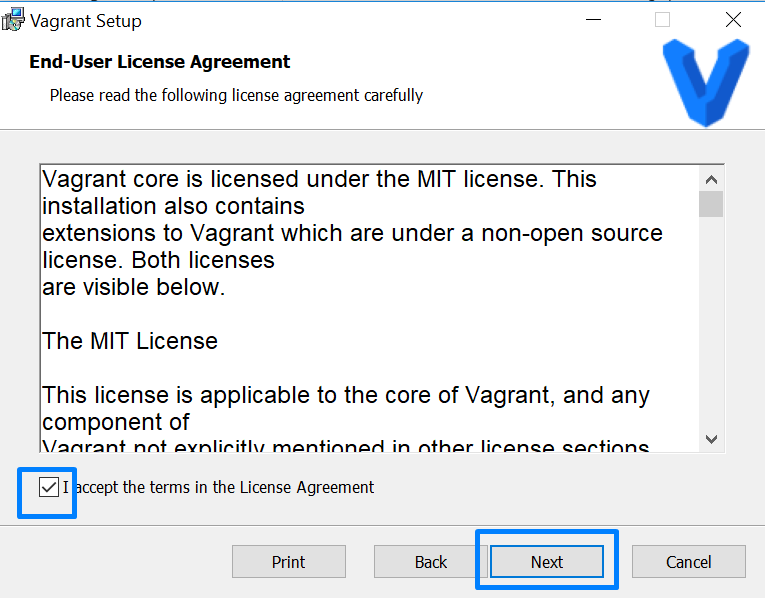 Vagrant Setup
End-User License Agreement
Please read the following license agreement carefully
Vagrant core is licensed under the MIT license. This
installation also contains
extensions to Vagrant which are under a non-open source
license. Both licenses
are visible below.
The MIT License
This license is applicable to the core of Vagrant, and any
component of
Vagrant not explicitly mentioned in other license sections
I accept the terms in the License Agreement
Print
Back
Next
Cancel